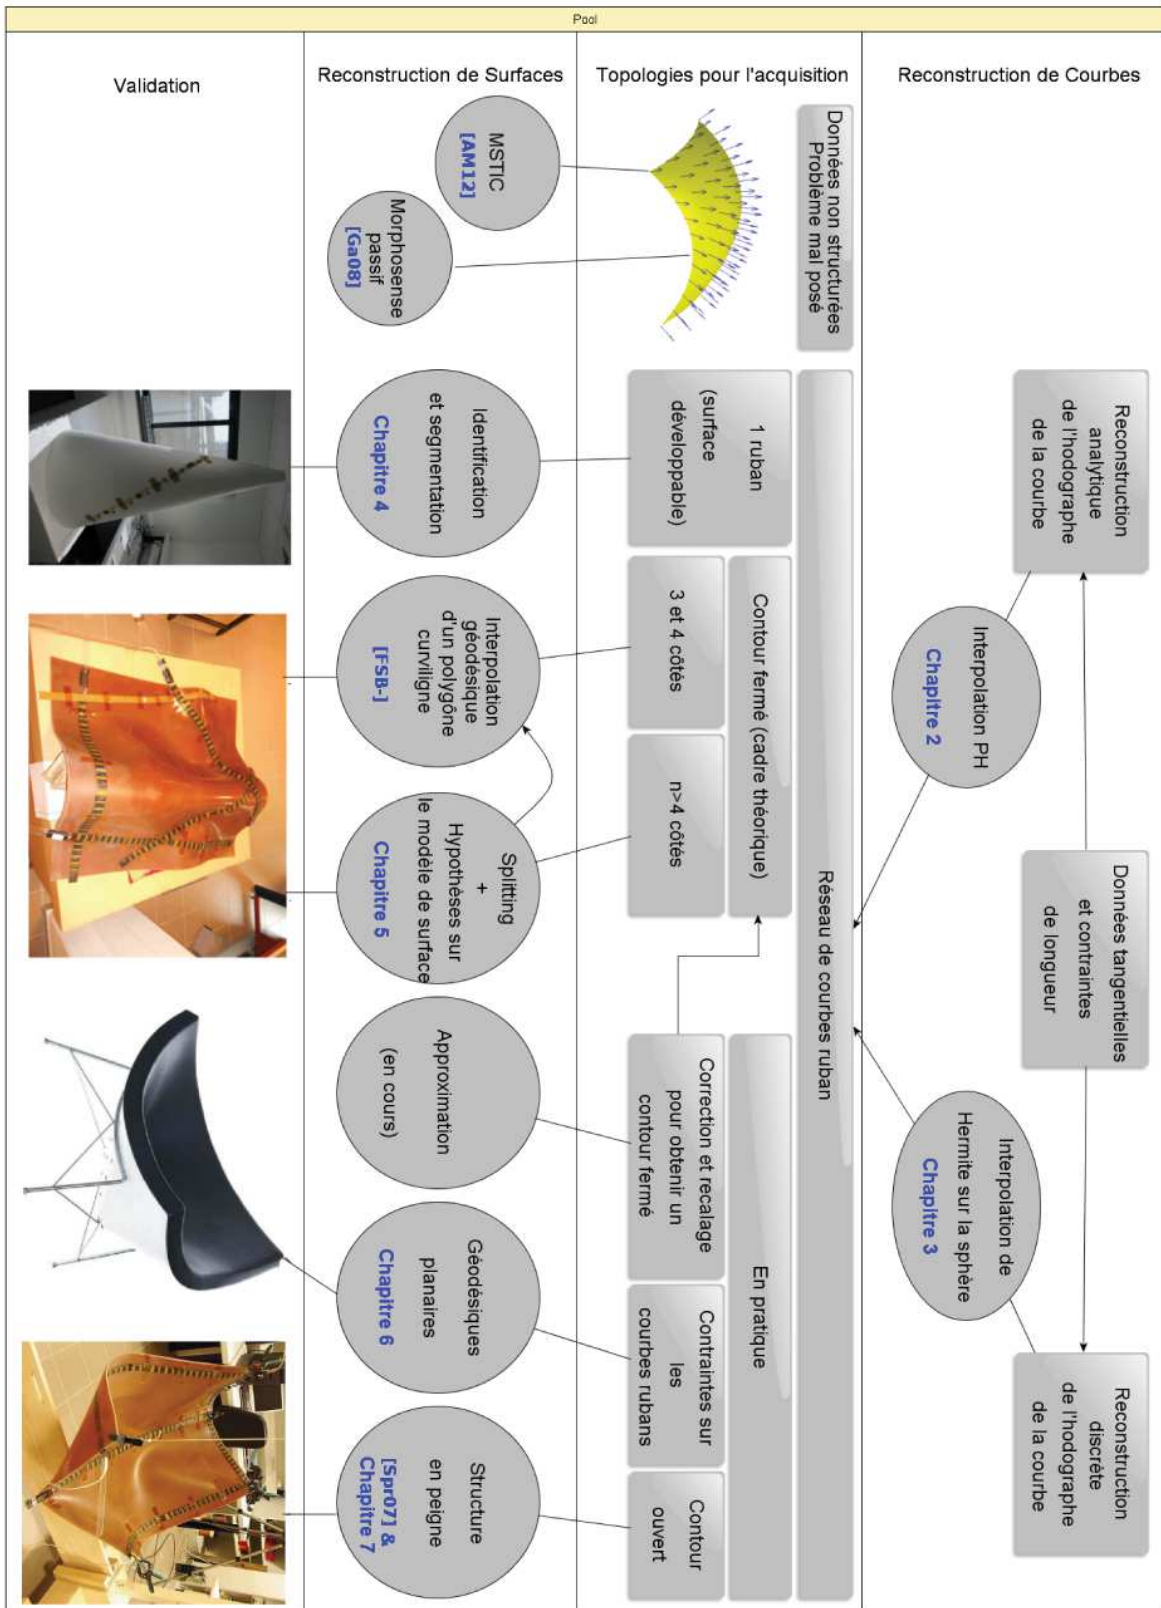 Pool
Reconstruction de Courbes
Reconstruction
analytique
de l'hodographe
de la courbe
Données tangentielles
et contraintes
de longueur
Reconstruction
discrète
de l'hodographe
de la courbe
Interpolation PH
Chapitre 2
Interpolation de
Hermite sur la sphère
Chapitre 3
Topologies pour l'acquisition
Données non structurées
Problème mal posé
Réseau de courbes ruban
1 ruban
(surface
développable)
Contour fermé (cadre théorique)
3 et 4 côtés
n>4 côtés
En pratique
Correction et recalage
pour obtenir un
contour fermé
Contraintes sur
les
courbes rubans
Contour
ouvert
Reconstruction de Surfaces
MSTIC
[AM12]
Morphosense
passif
[Ga08]
Identification
et segmentation
Chapitre 4
Interpolation
géodésique
d'un polygône
curviligne
[FSB-]
Splitting
+
Hypothèses sur
le modèle de surface
Chapitre 5
Approximation
(en cours)
Géodésiques
planaires
Chapitre 6
Structure
en peigne
[Spr07] &
Chapitre 7
Validation